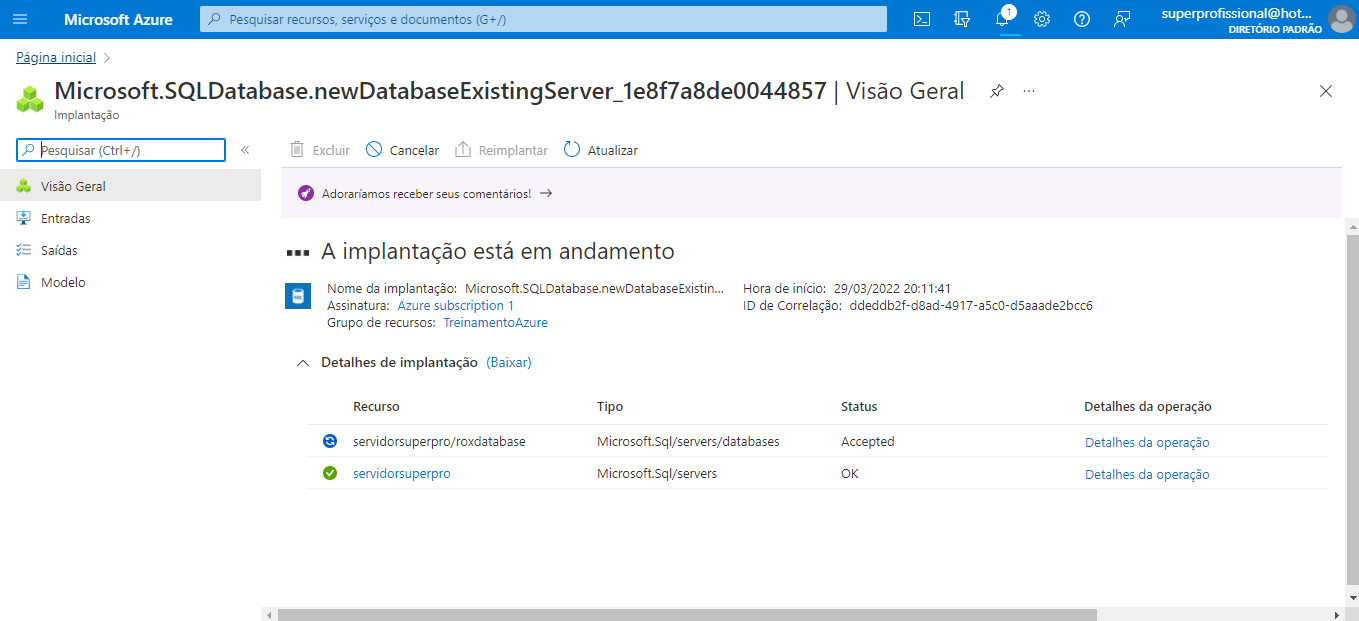 Microsoft Azure
Pesquisar recursos, serviços e documentos (G+/)
1
superprofissional@hot...
DIRETÓRIO PADRÃO
Página inicial
Microsoft.SQLDatabase.newDatabaseExistingServer_1e8f7a8de0044857 | Visão Geral
Implantação
Pesquisar (Ctrl+/)
Excluir
Cancelar
Reimplantar
Atualizar
Visão Geral
Entradas
Saídas
Modelo
Adoraríamos receber seus comentários! →
A implantação está em andamento
SQL
Nome da implantação: Microsoft.SQLDatabase.newDatabaseExistin...
Assinatura: Azure subscription 1
Grupo de recursos: TreinamentoAzure
Hora de início: 29/03/2022 20:11:41
ID de Correlação: ddeddb2f-d8ad-4917-a5c0-d5aaade2bcc6
Detalhes de implantação (Baixar)
Recurso Tipo Status Detalhes da operação
servidorsuperpro/roxdatabase Microsoft.Sql/servers/databases Accepted Detalhes da operação
servidorsuperpro Microsoft.Sql/servers OK Detalhes da operação